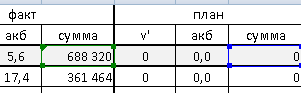 факт план
акб сумма v' акб сумма
5,6 688 320 0 0,0 0
17,4 361 464 0 0,0 0